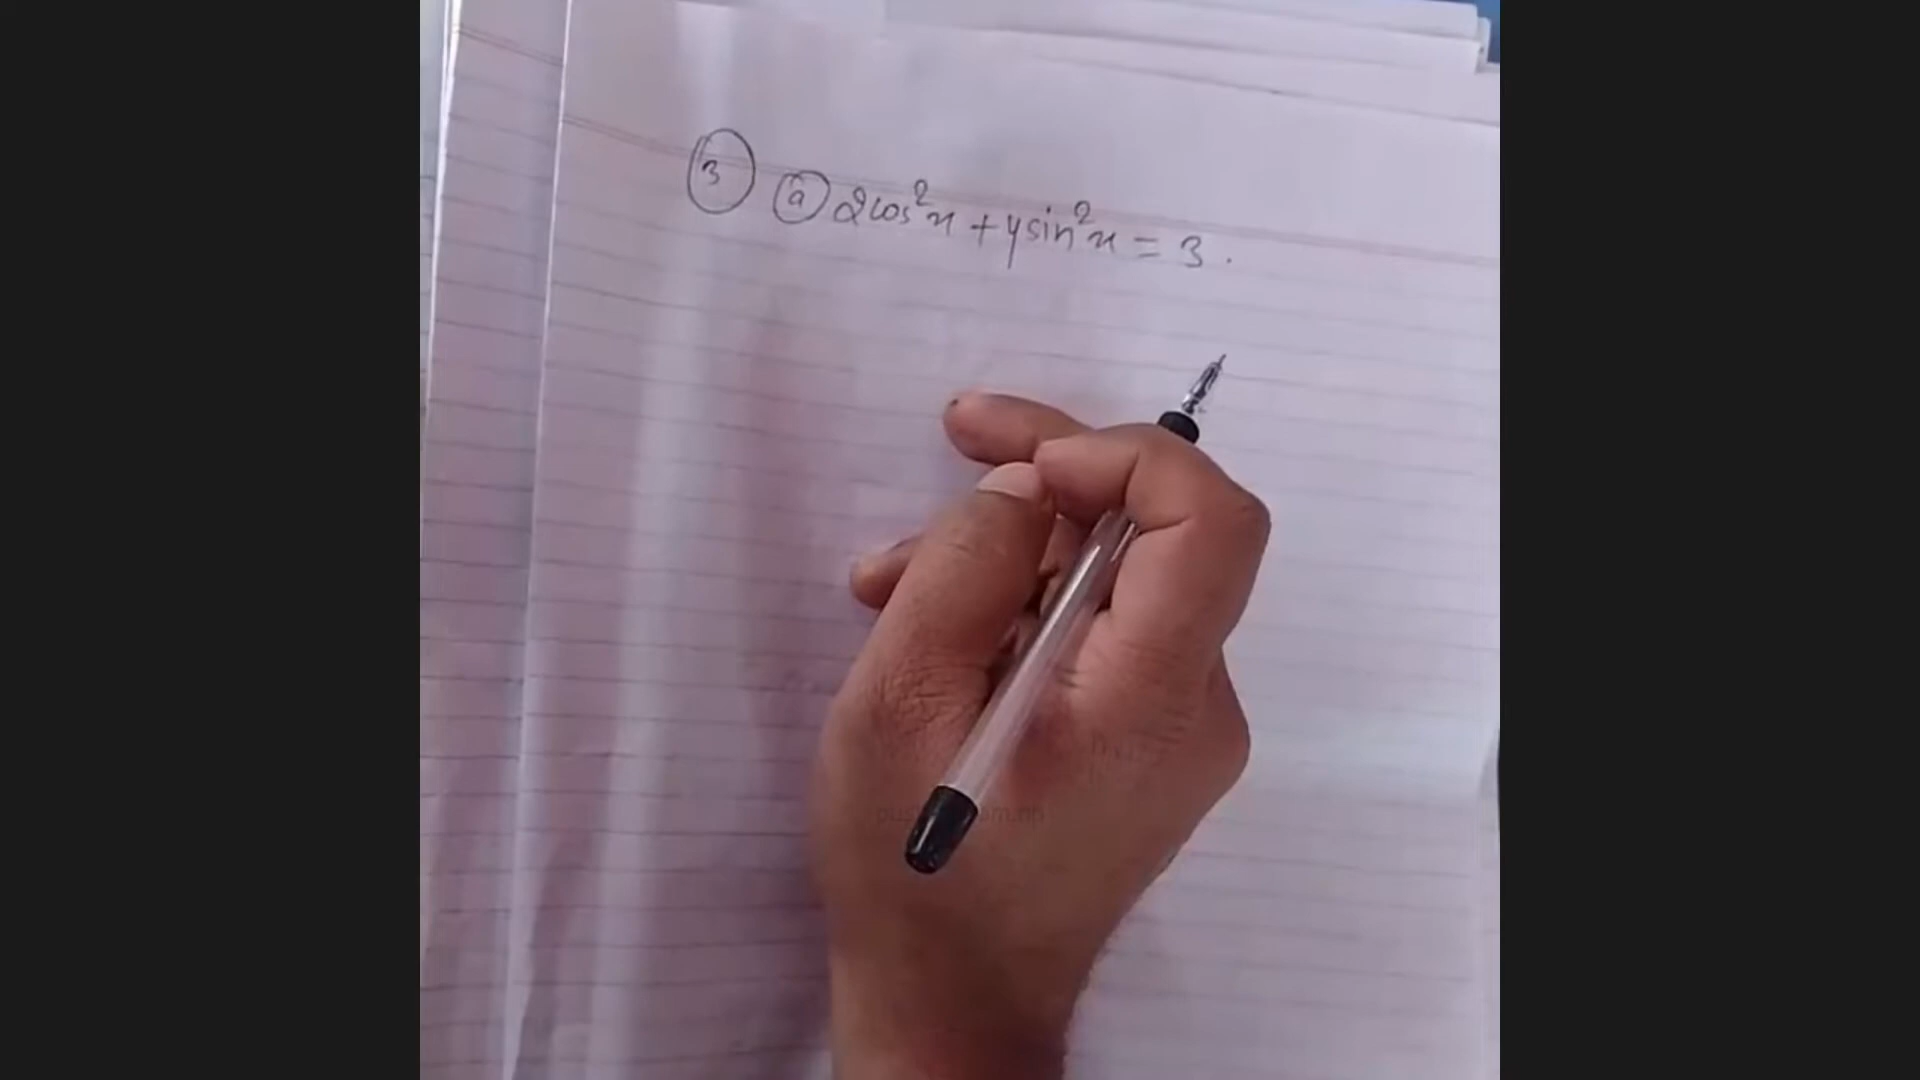 3 a 2cos²x + 4sin²x = 3.